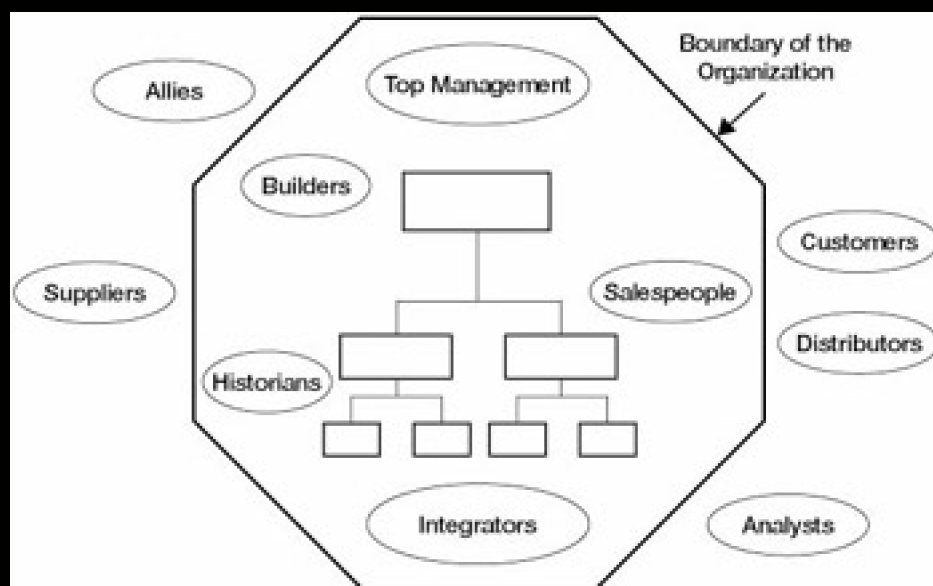 Boundary of the
Organization
Allies
Top Management
Builders
Customers
Suppliers
Salespeople
Distributors
Historians
Integrators
Analysts